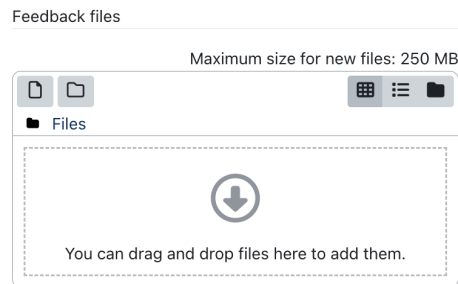 Feedback files
Maximum size for new files: 250 MB
Files
You can drag and drop files here to add them.